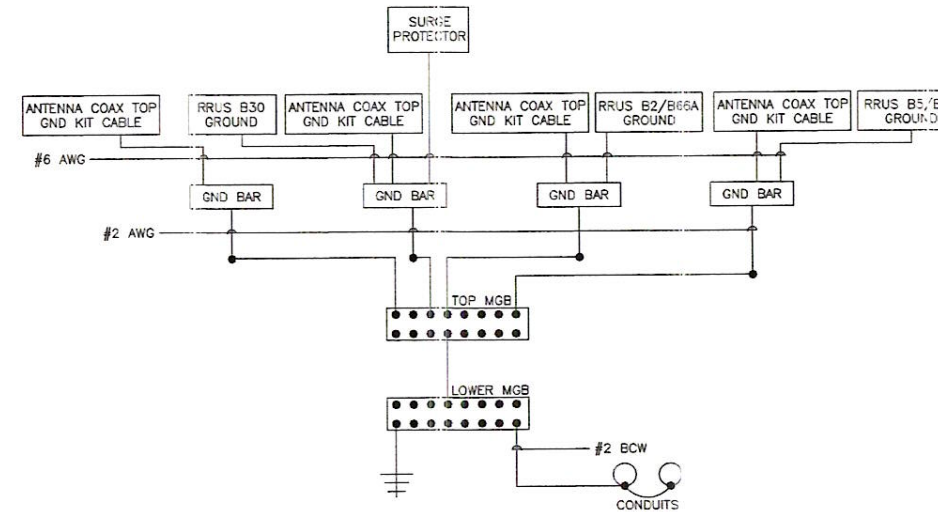 SURGE
PROTECTOR
ANTENNA COAX TOP
GND KIT CABLE
RRUS B30
GROUND
ANTENNA COAX TOP
GND KIT CABLE
ANTENNA COAX TOP
GND KIT CABLE
RRUS B2/B66A
GROUND
ANTENNA COAX TOP
GND KIT CABLE
RRUS B5/B
GROUND
#6 AWG
GND BAR
GND BAR
GND BAR
GND BAR
#2 AWG
TOP MGB
LOWER MGB
#2 BCW
CONDUITS